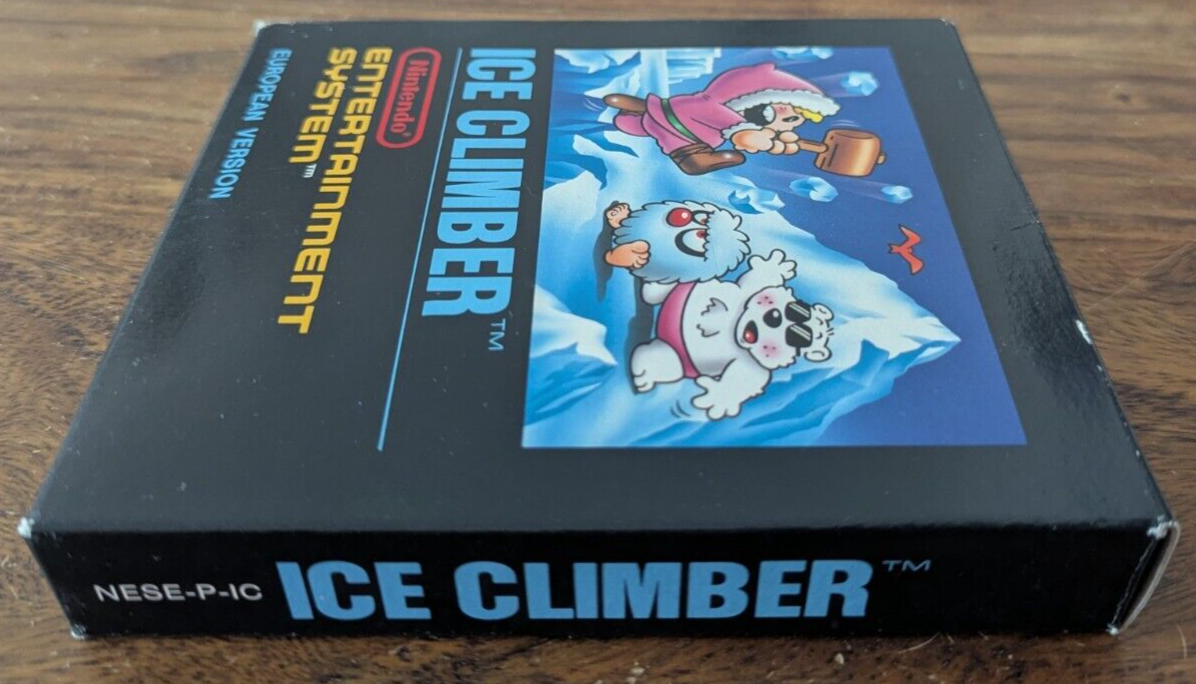 ICE CLIMBER™
Nintendo®
ENTERTAINMENT
SYSTEM™
EUROPEAN VERSION
NESE-P-IC ICE CLIMBER™